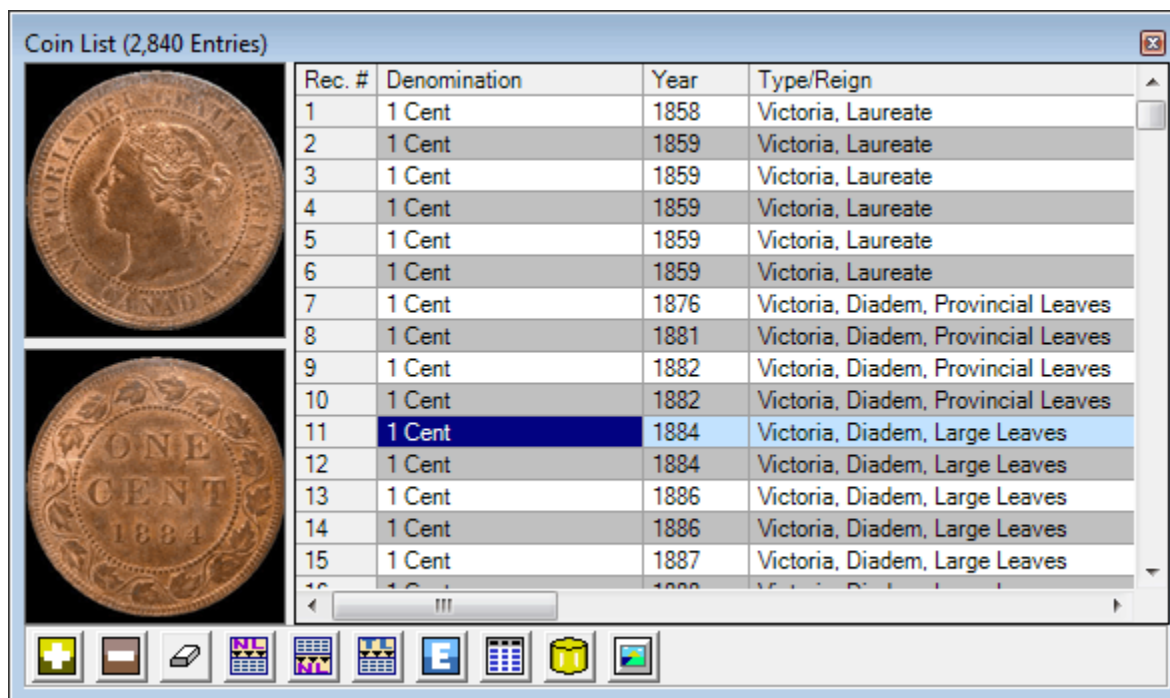 Coin List (2,840 Entries)
VICTORIA DEI GRATIA REGINA.
CANADA
ONE
CENT
1884
Rec. # Denomination Year Type/Reign
1 1 Cent 1858 Victoria, Laureate
2 1 Cent 1859 Victoria, Laureate
3 1 Cent 1859 Victoria, Laureate
4 1 Cent 1859 Victoria, Laureate
5 1 Cent 1859 Victoria, Laureate
6 1 Cent 1859 Victoria, Laureate
7 1 Cent 1876 Victoria, Diadem, Provincial Leaves
8 1 Cent 1881 Victoria, Diadem, Provincial Leaves
9 1 Cent 1882 Victoria, Diadem, Provincial Leaves
10 1 Cent 1882 Victoria, Diadem, Provincial Leaves
11 1 Cent 1884 Victoria, Diadem, Large Leaves
12 1 Cent 1884 Victoria, Diadem, Large Leaves
13 1 Cent 1886 Victoria, Diadem, Large Leaves
14 1 Cent 1886 Victoria, Diadem, Large Leaves
15 1 Cent 1887 Victoria, Diadem, Large Leaves
NL NL TL E